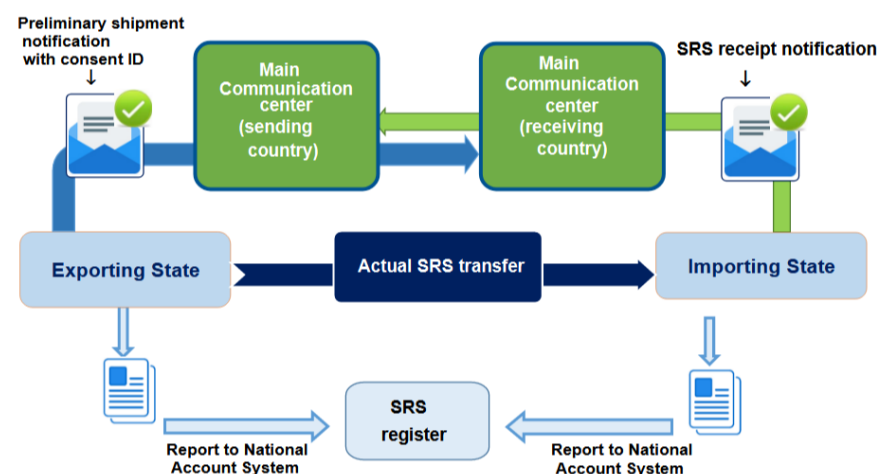 Preliminary shipment
notification
with consent ID
↓
SRS receipt notification
↓
Main
Communication
center
(sending
country)
Main
Communication
center
(receiving
country)
Exporting State
Actual SRS transfer
Importing State
SRS
register
Report to National
Account System
Report to National
Account System